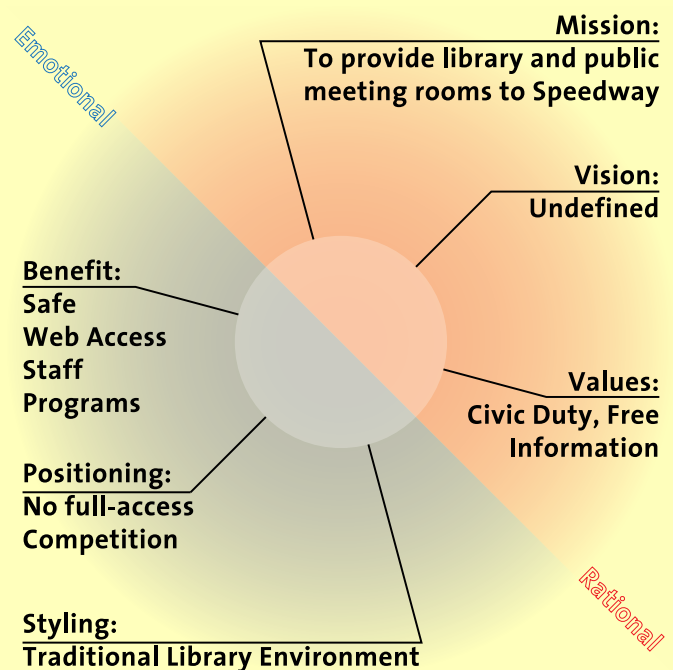 Emotional
Mission:
To provide library and public
meeting rooms to Speedway
Vision:
Undefined
Benefit:
Safe
Web Access
Staff
Programs
Values:
Civic Duty, Free
Information
Positioning:
No full-access
Competition
Rational
Styling:
Traditional Library Environment